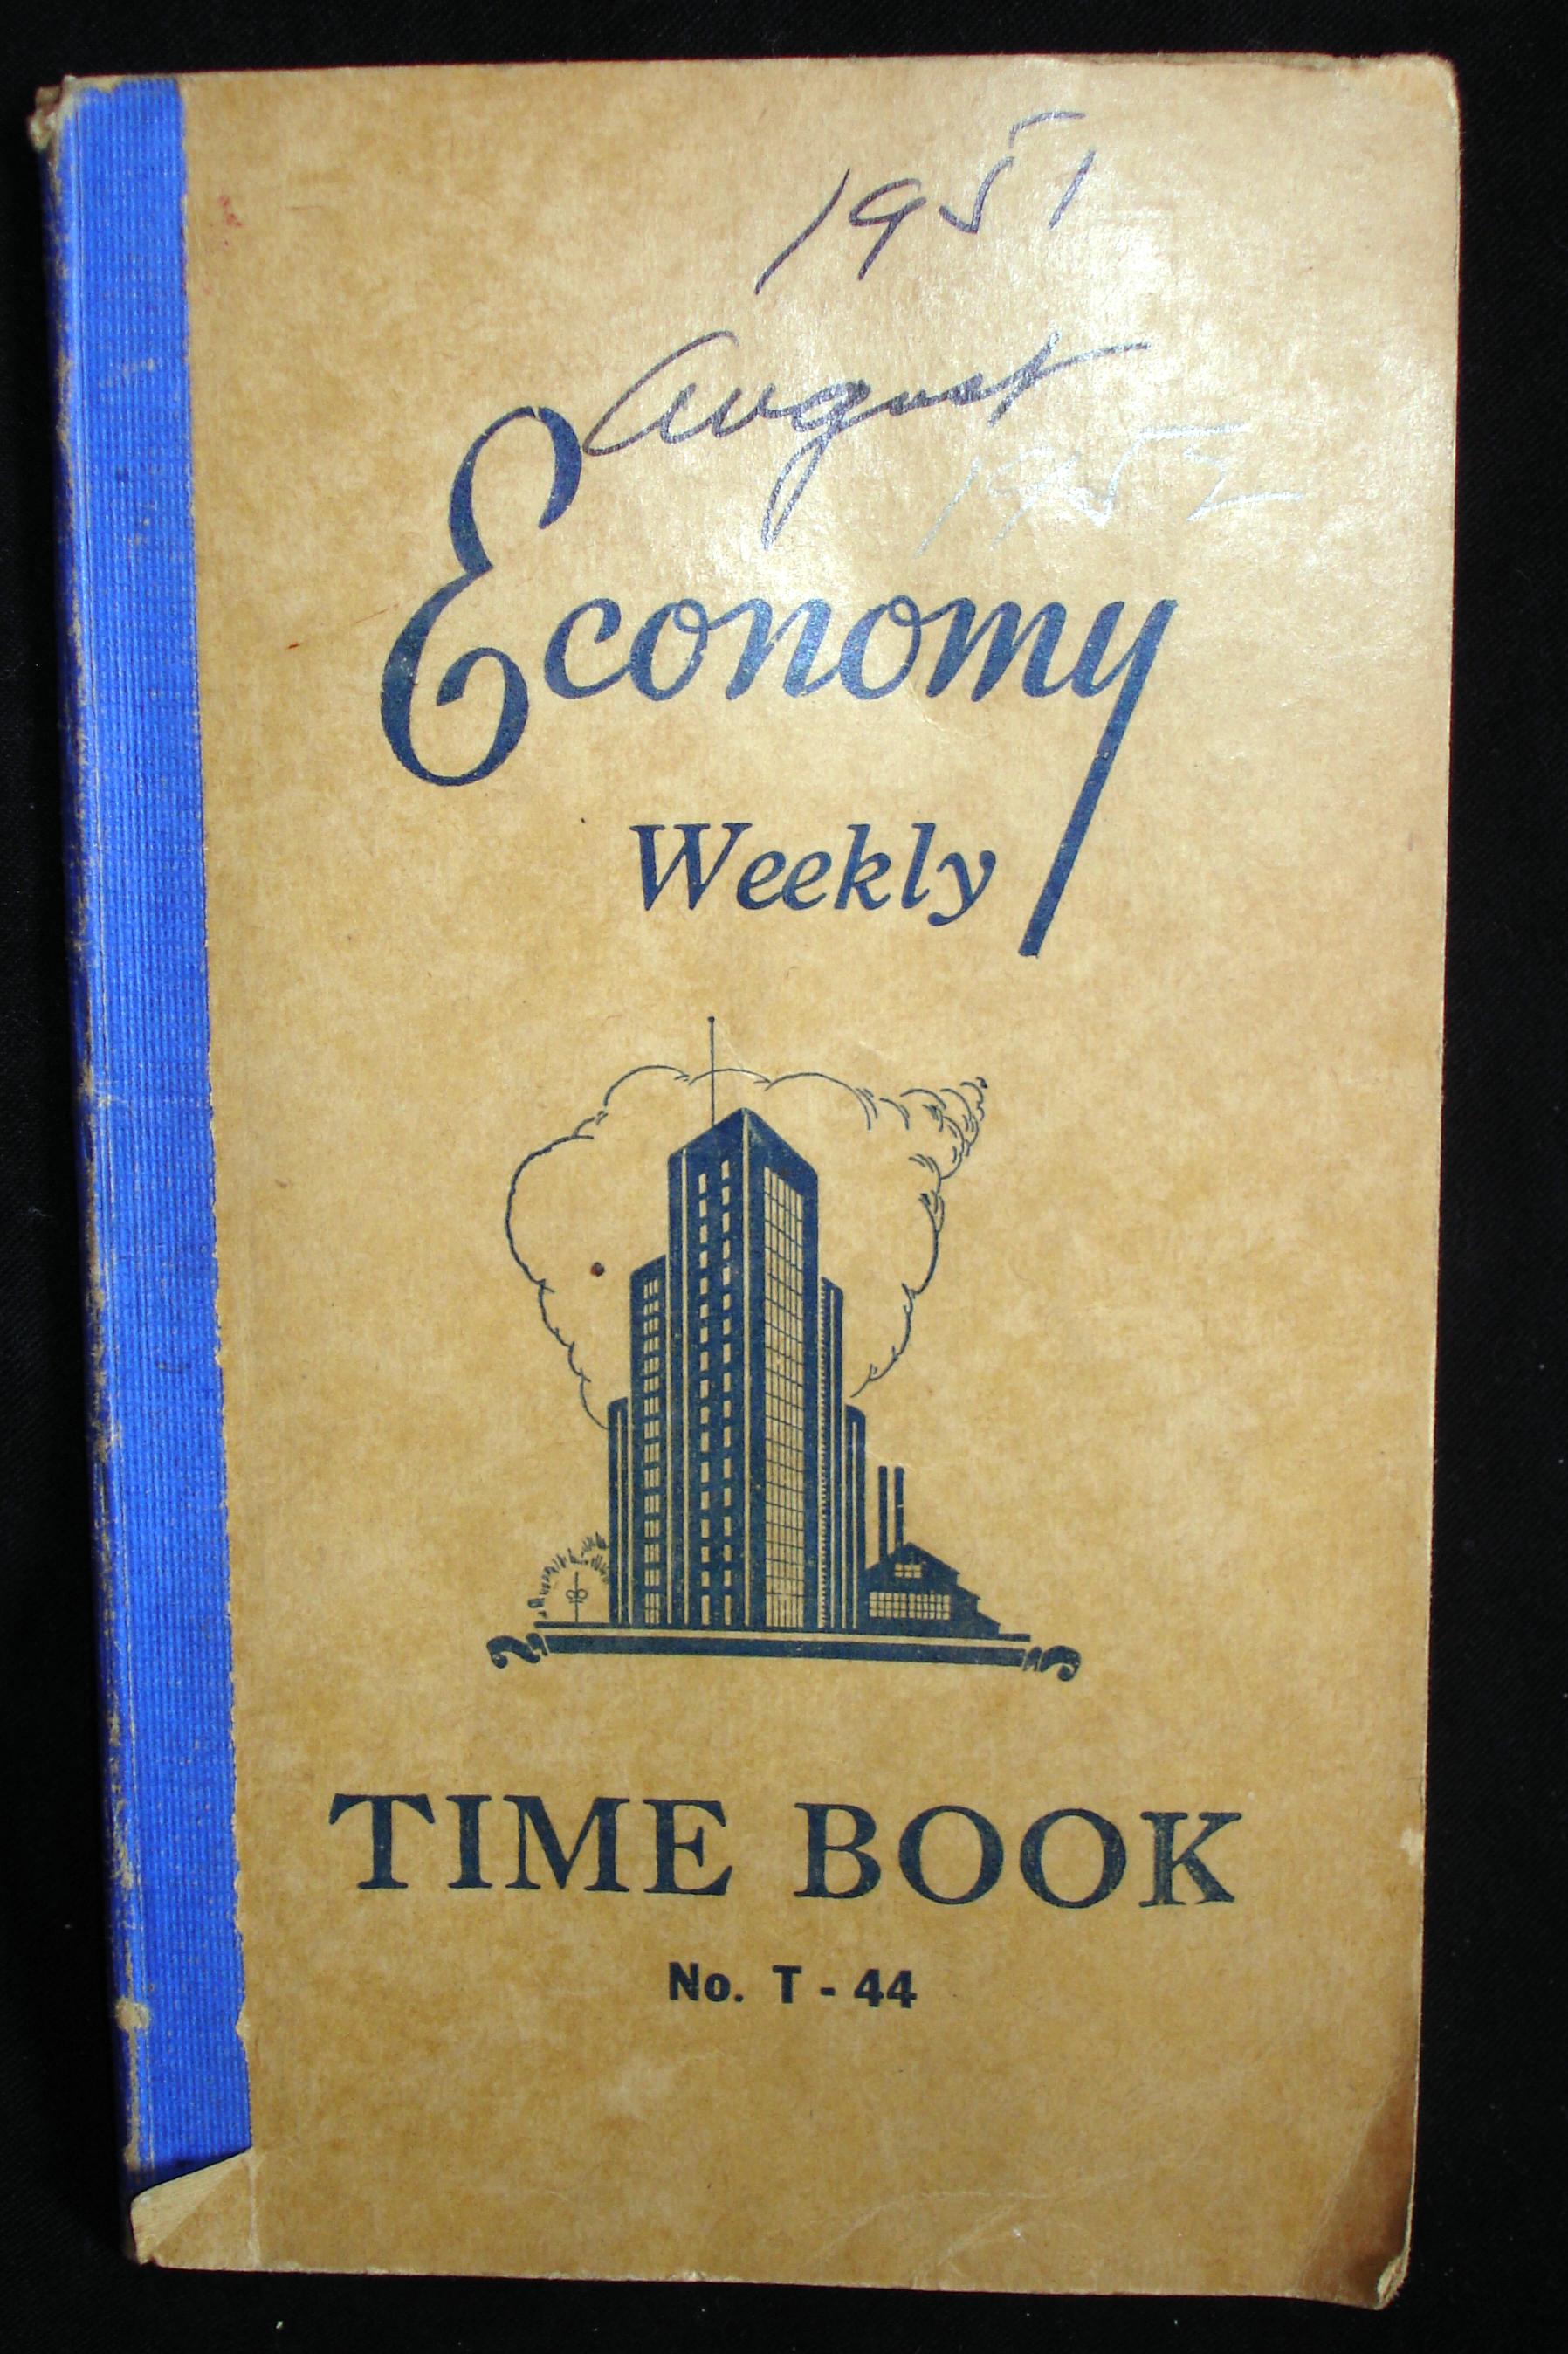 1951
August
1952
Economy
Weekly
TIME BOOK
No. T - 44